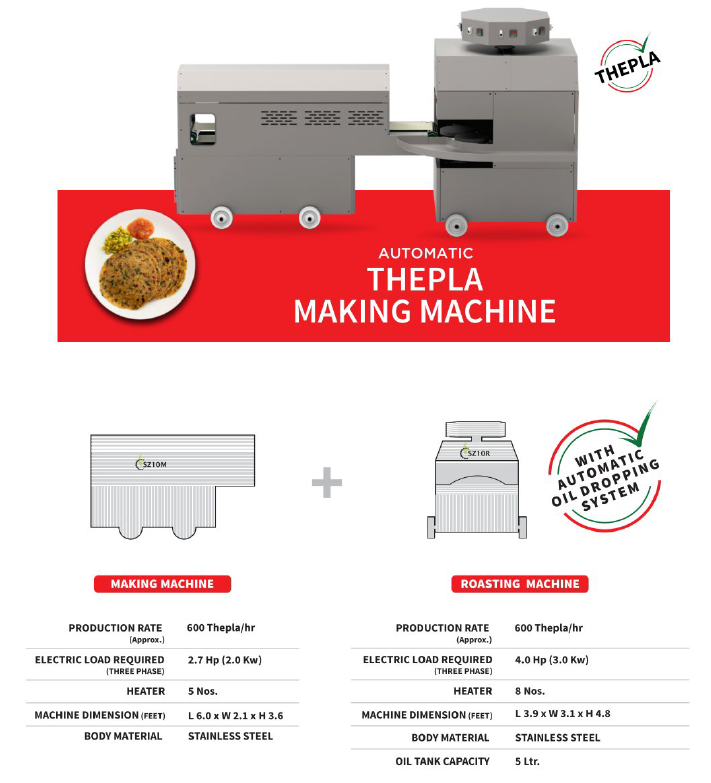 THEPLA
AUTOMATIC
THEPLA
MAKING MACHINE
SZ10M
+
SZ10R
WITH
AUTOMATIC
OIL DROPPING
SYSTEM
MAKING MACHINE
PRODUCTION RATE 600 Thepla/hr
(Approx.)
ELECTRIC LOAD REQUIRED 2.7 Hp (2.0 Kw)
(THREE PHASE)
HEATER 5 Nos.
MACHINE DIMENSION (FEET) L 6.0 x W 2.1 x H 3.6
BODY MATERIAL STAINLESS STEEL
ROASTING MACHINE
PRODUCTION RATE 600 Thepla/hr
(Approx.)
ELECTRIC LOAD REQUIRED 4.0 Hp (3.0 Kw)
(THREE PHASE)
HEATER 8 Nos.
MACHINE DIMENSION (FEET) L 3.9 x W 3.1 x H 4.8
BODY MATERIAL STAINLESS STEEL
OIL TANK CAPACITY 5 Ltr.